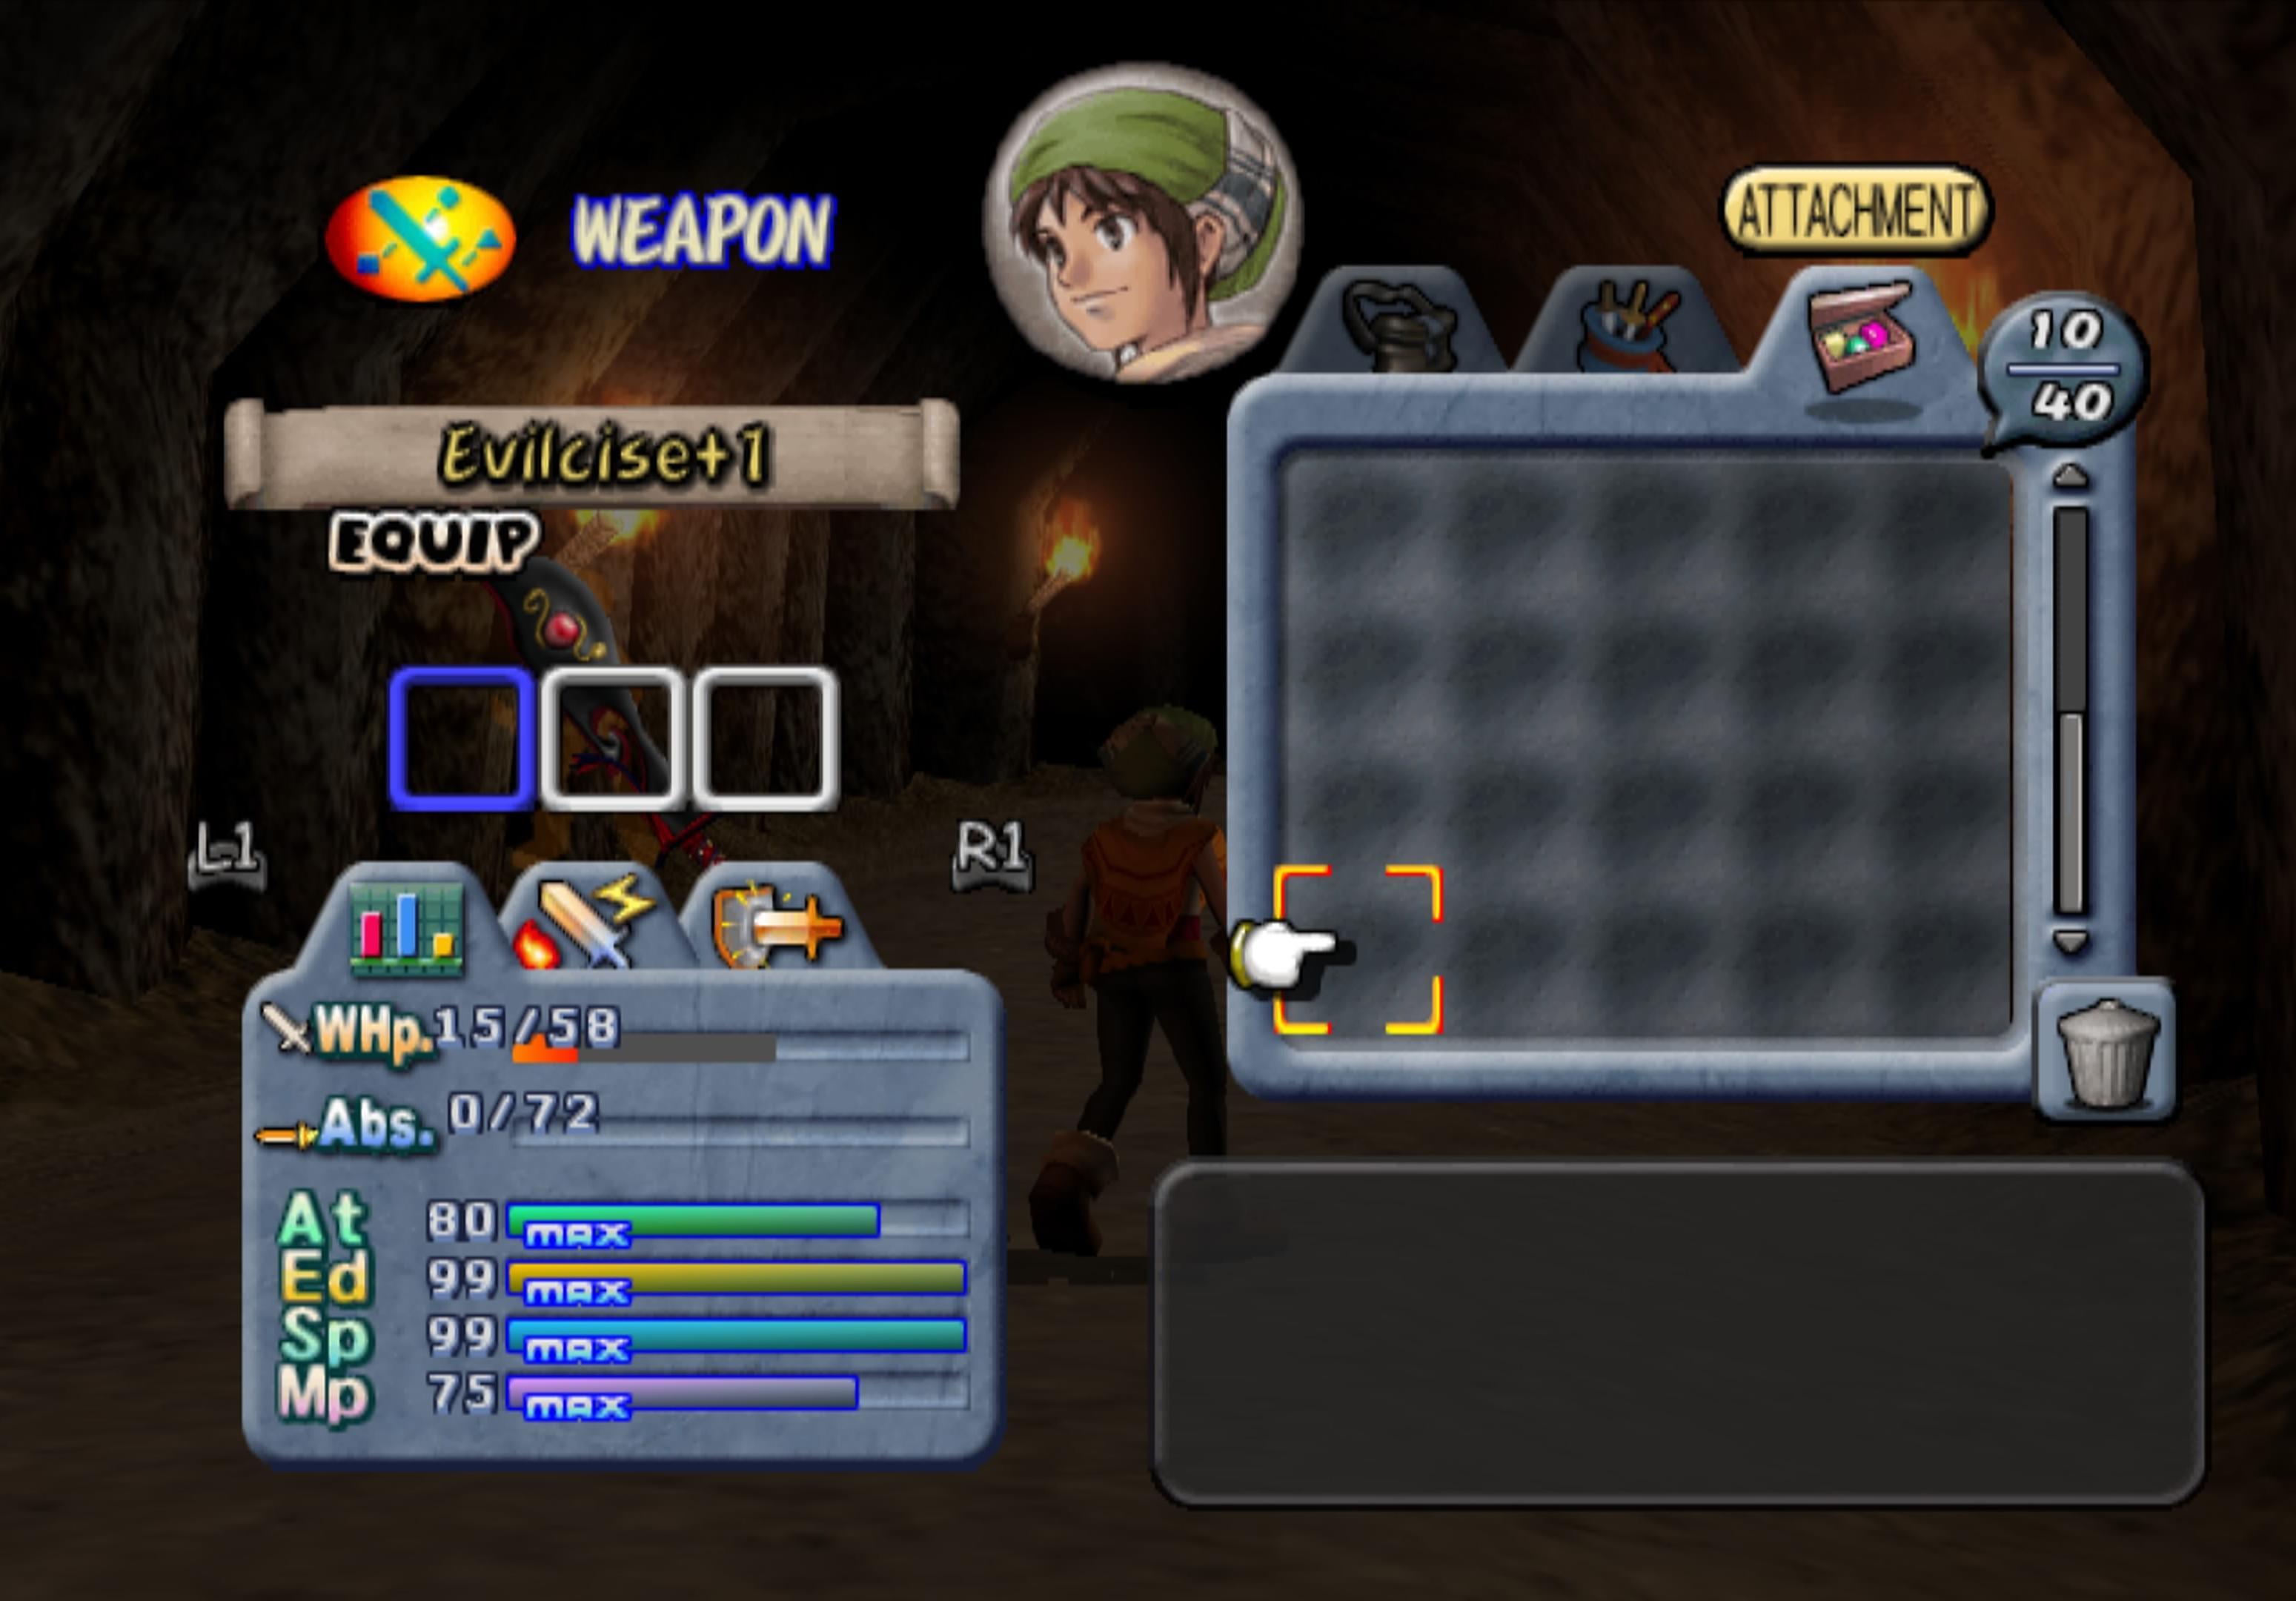 WEAPON
ATTACHMENT
10
40
Evilcise+1
EQUIP
L1
R1
WHp. 15/58
Abs. 0/72
At 80 max
Ed 99 max
Sp 99 max
Mp 75 max